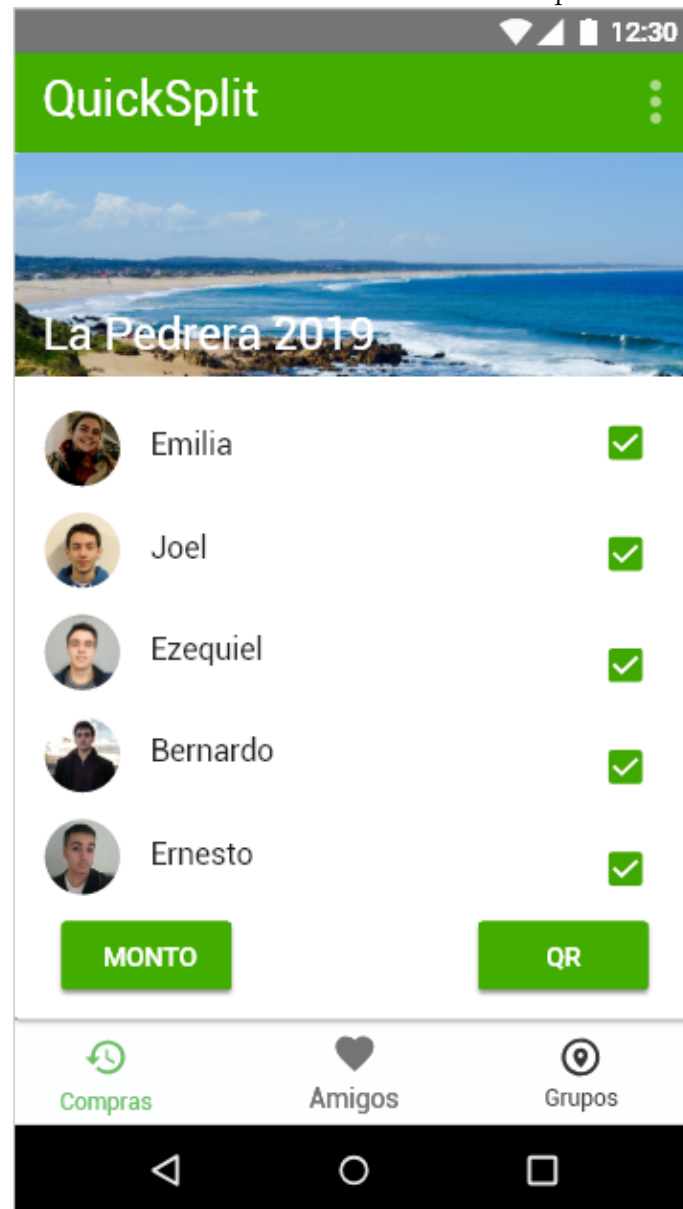 12:30
QuickSplit
La Pedrera 2019
Emilia
Joel
Ezequiel
Bernardo
Ernesto
MONTO QR
Compras Amigos Grupos